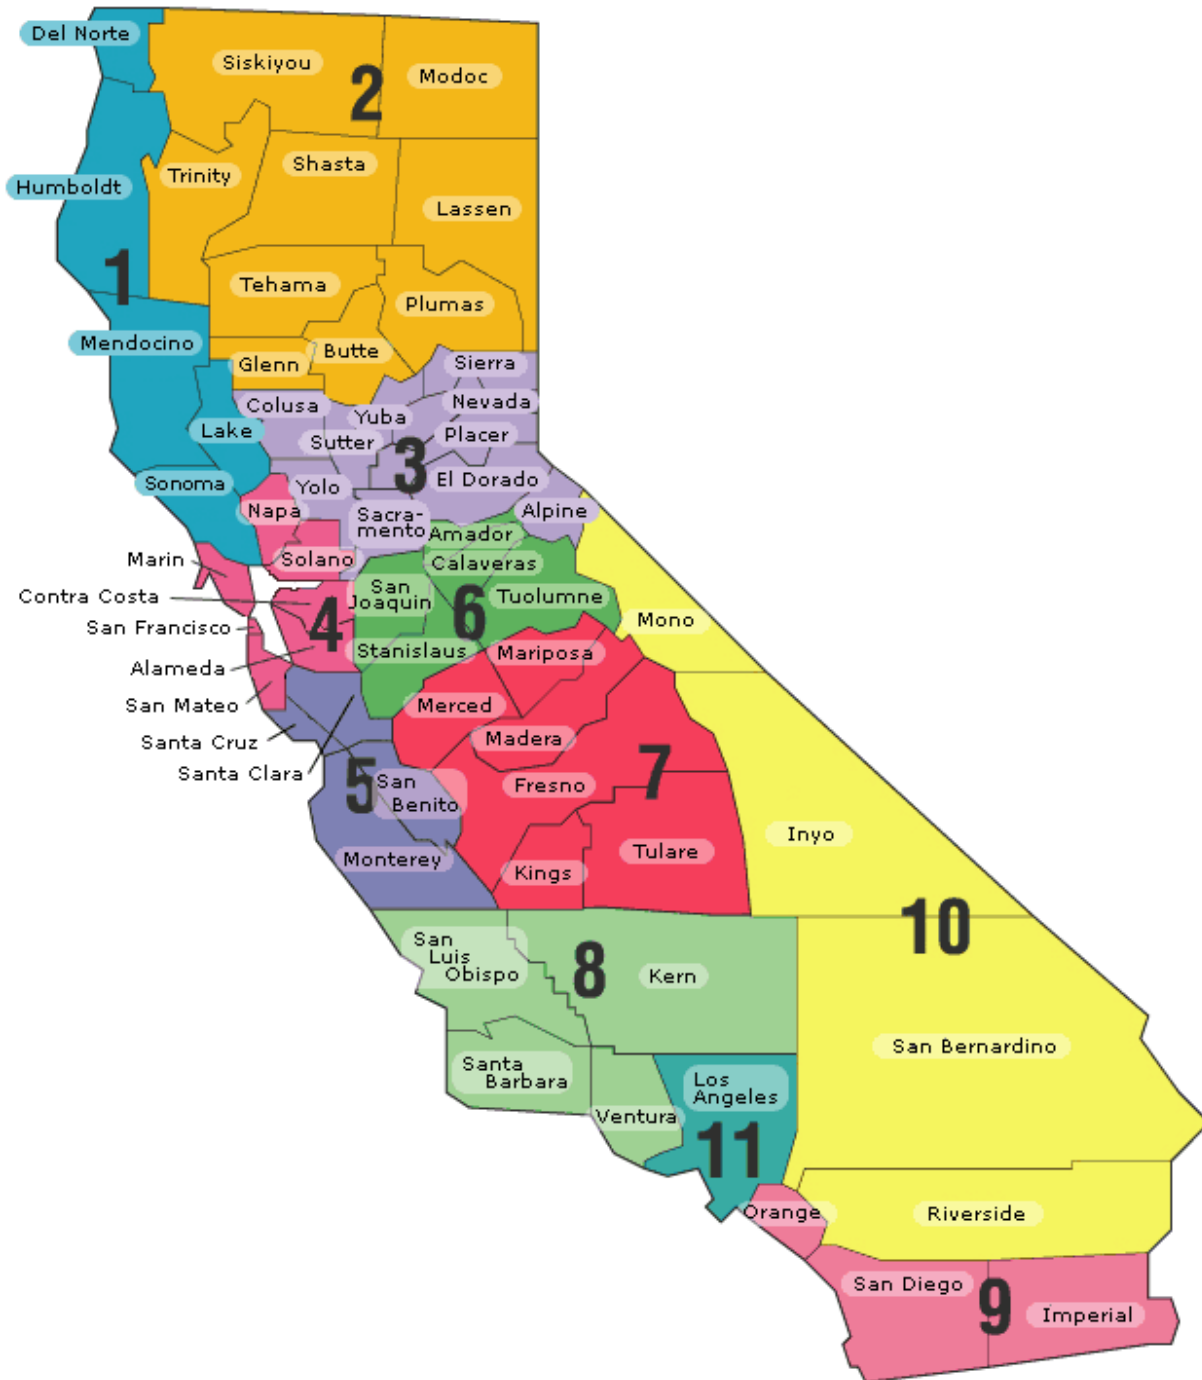 Del Norte
Siskiyou
2
Modoc
Humboldt
Trinity
Shasta
Lassen
1
Tehama
Plumas
Mendocino
Glenn
Butte
Sierra
Colusa
Yuba
Nevada
Lake
Sutter
3
Placer
Sonoma
Napa
Yolo
El Dorado
Sacra-
mento
Alpine
Amador
Marin
Solano
Calaveras
Contra Costa
4
San
Joaquin
6
Tuolumne
San Francisco
Mono
Alameda
Stanislaus
Mariposa
San Mateo
Merced
Santa Cruz
Madera
Santa Clara
5
San
Benito
Fresno
7
Monterey
Kings
Tulare
Inyo
10
San
Luis
Obispo
8
Kern
San Bernardino
Santa
Barbara
Los
Angeles
Ventura
11
Orange
Riverside
San Diego
9
Imperial